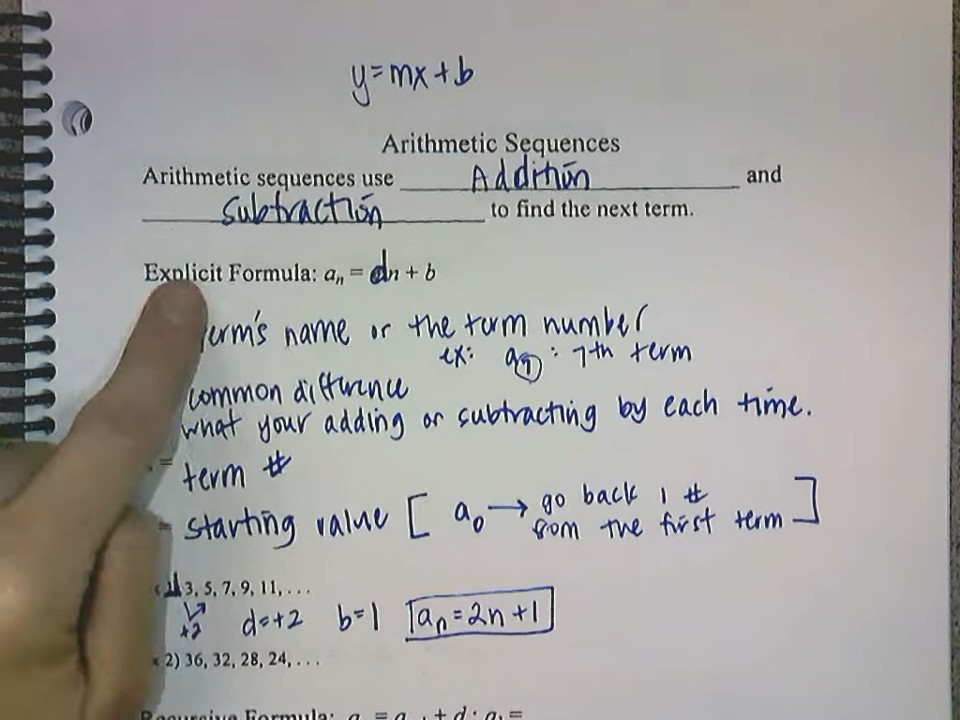 y=mx+b
Arithmetic Sequences
Arithmetic sequences use Addition and
subtraction to find the next term.
Explicit Formula: aₙ = dn + b
term's name or the term number
ex: a₇ : 7th term
common difference
what your adding or subtracting by each time.
= term #
= starting value [ a₀ → go back 1 #
from the first term ]
3, 5, 7, 9, 11, . . .
+2 d=+2 b=1 aₙ=2n+1
2) 36, 32, 28, 24, . . .
Recursive Formula: